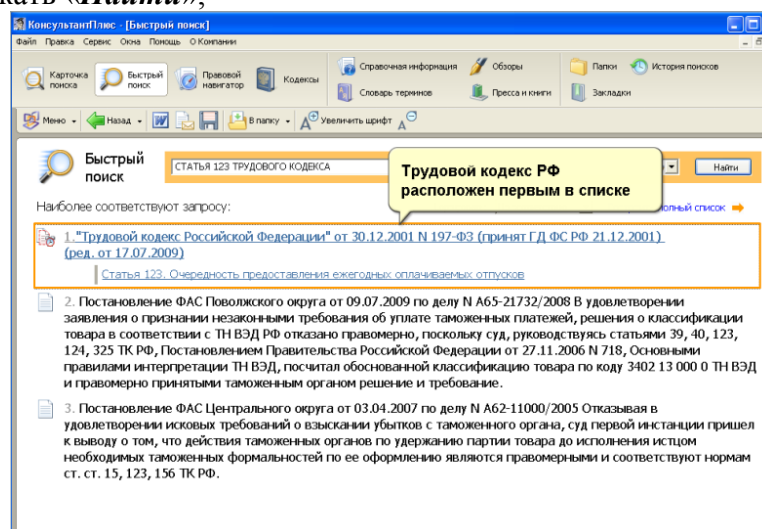 жать «Найти»;
КонсультантПлюс - [Быстрый поиск]
Файл Правка Сервис Окна Помощь О Компании
Карточка поиска Быстрый поиск Правовой навигатор Кодексы Справочная информация Обзоры Папки История поисков
Словарь терминов Пресса и книги Закладки
Меню Назад В папку Увеличить шрифт
Быстрый поиск
СТАТЬЯ 123 ТРУДОВОГО КОДЕКСА
Найти
Трудовой кодекс РФ
расположен первым в списке
Наиболее соответствуют запросу:
полный список
1. "Трудовой кодекс Российской Федерации" от 30.12.2001 N 197-ФЗ (принят ГД ФС РФ 21.12.2001)
(ред. от 17.07.2009)
Статья 123. Очередность предоставления ежегодных оплачиваемых отпусков
2. Постановление ФАС Поволжского округа от 09.07.2009 по делу N А65-21732/2008 В удовлетворении
заявления о признании незаконными требования об уплате таможенных платежей, решения о классификации
товара в соответствии с ТН ВЭД РФ отказано правомерно, поскольку суд, руководствуясь статьями 39, 40, 123,
124, 325 ТК РФ, Постановлением Правительства Российской Федерации от 27.11.2006 N 718, Основными
правилами интерпретации ТН ВЭД, посчитал обоснованной классификацию товара по коду 3402 13 000 0 ТН ВЭД
и правомерно принятыми таможенным органом решение и требование.
3. Постановление ФАС Центрального округа от 03.04.2007 по делу N А62-11000/2005 Отказывая в
удовлетворении исковых требований о взыскании убытков с таможенного органа, суд первой инстанции пришел
к выводу о том, что действия таможенных органов по удержанию партии товара до исполнения истцом
необходимых таможенных формальностей по ее оформлению являются правомерными и соответствуют нормам
ст. ст. 15, 123, 156 ТК РФ.